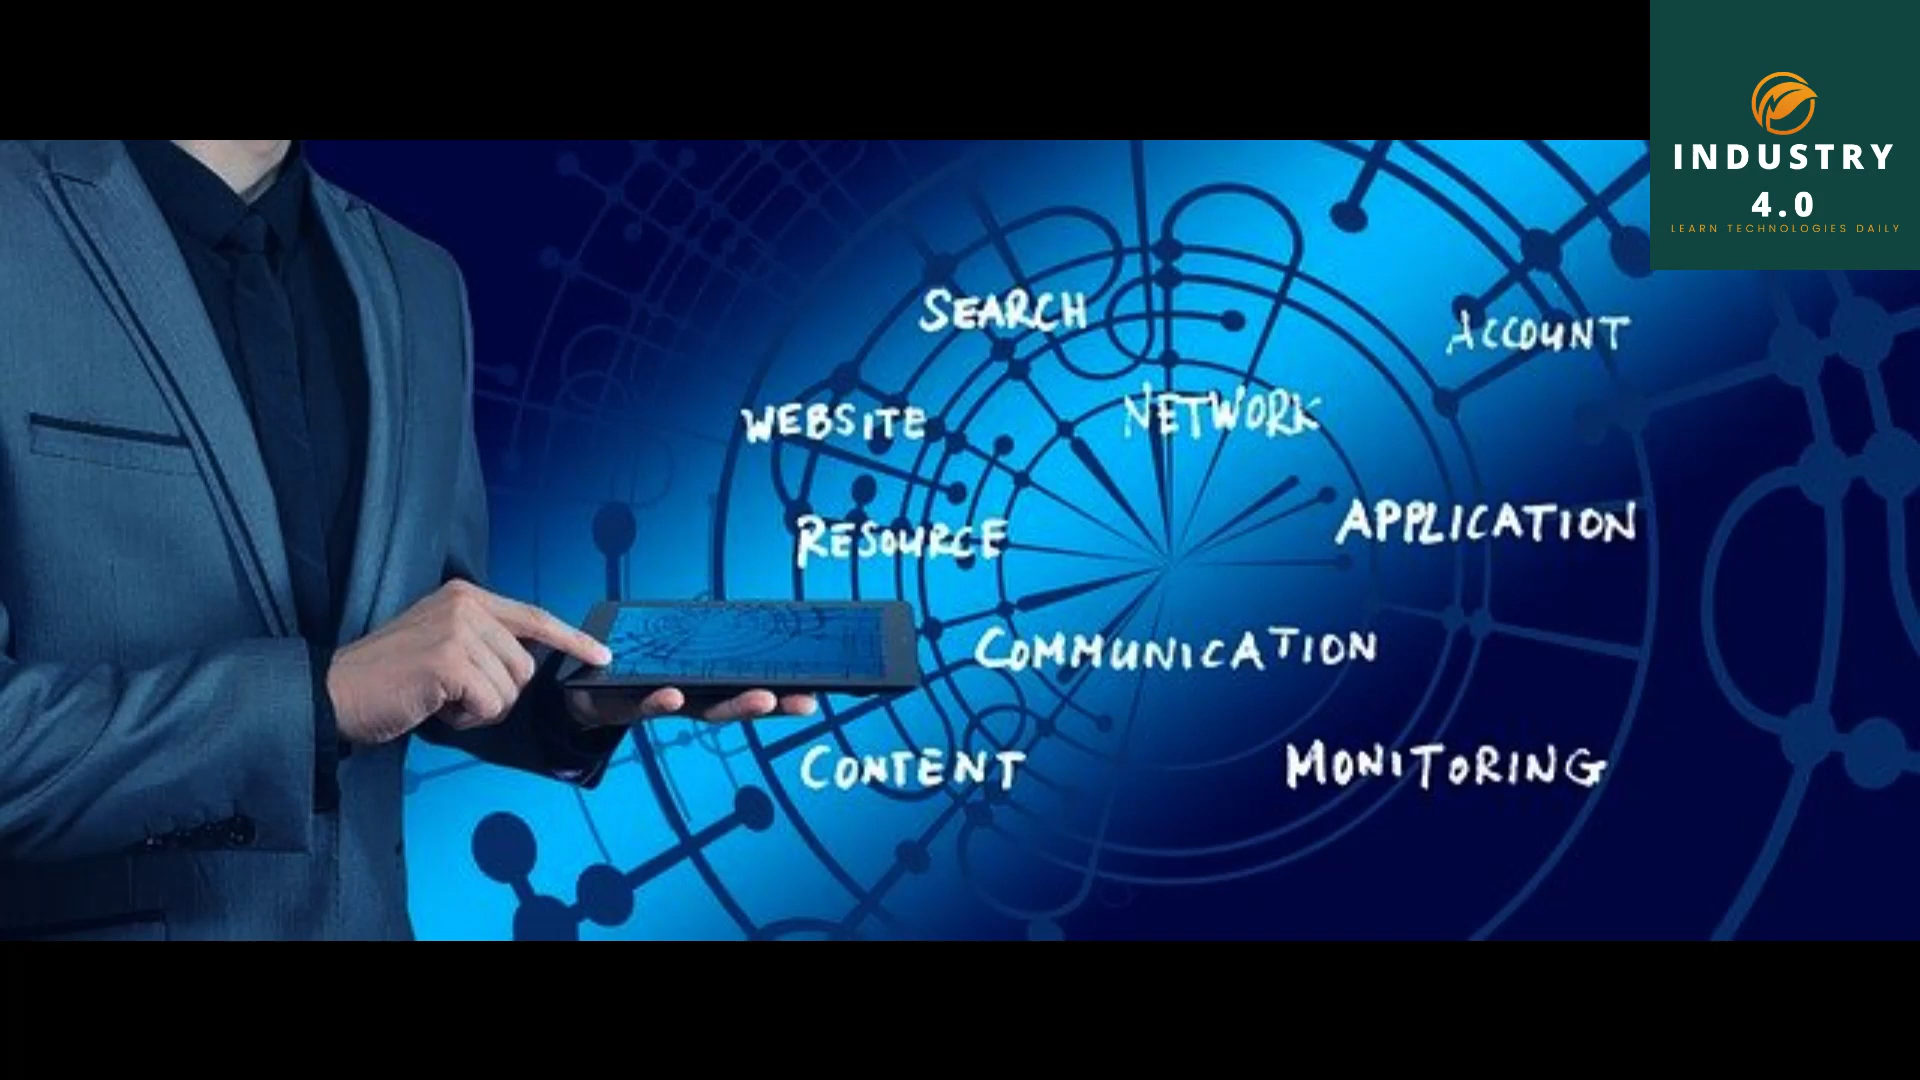 INDUSTRY
4.0
LEARN TECHNOLOGIES DAILY
SEARCH
ACCOUNT
WEBSITE
NETWORK
RESOURCE
APPLICATION
COMMUNICATION
CONTENT
MONITORING